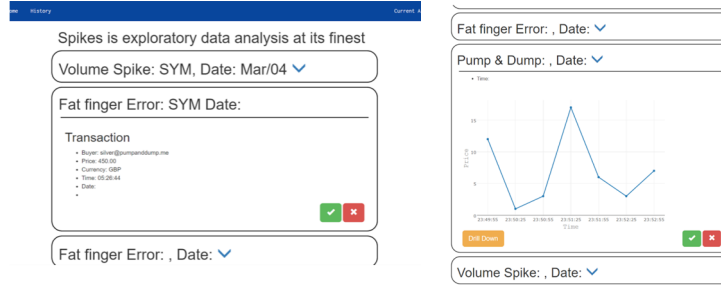 History
Current A
Spikes is exploratory data analysis at its finest
Volume Spike: SYM, Date: Mar/04
Fat finger Error: SYM Date:
Transaction
Buyer: silver@pumpanddump.me
Price: 450.00
Currency: GBP
Time: 05:26:44
Date:
Fat finger Error: , Date:
Fat finger Error: , Date:
Pump & Dump: , Date:
Time:
15
10
5
0
Price
23:49:55 23:50:25 23:50:55 23:51:25 23:51:55 23:52:25 23:52:55
Time
Drill Down
Volume Spike: , Date: